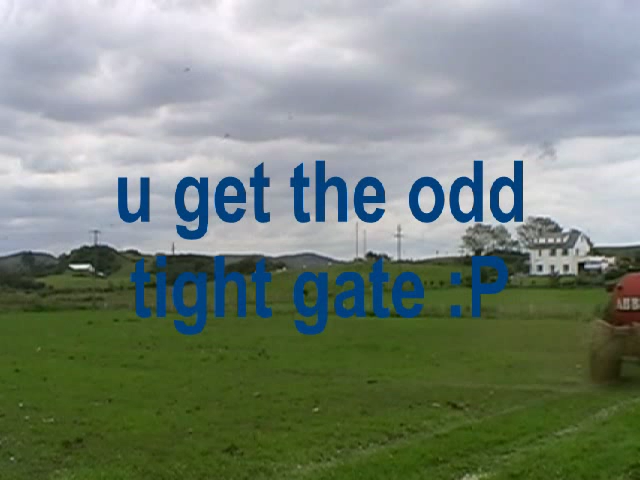 u get the odd
tight gate :P